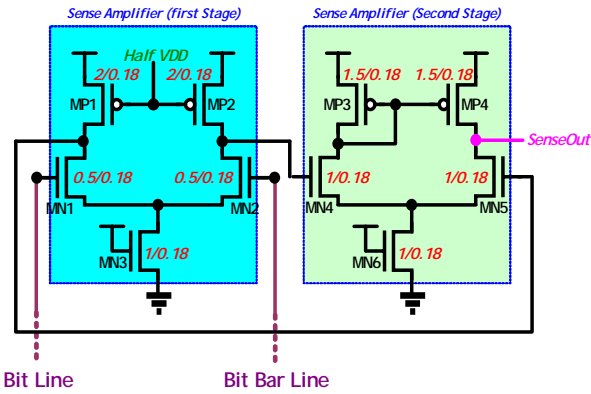 Sense Amplifier (first Stage)
Sense Amplifier (Second Stage)
Half VDD
2/0.18
2/0.18
1.5/0.18
1.5/0.18
MP1
MP2
MP3
MP4
SenseOut
0.5/0.18
0.5/0.18
1/0.18
1/0.18
MN1
MN2
MN4
MN5
MN3
1/0.18
MN6
1/0.18
Bit Line
Bit Bar Line